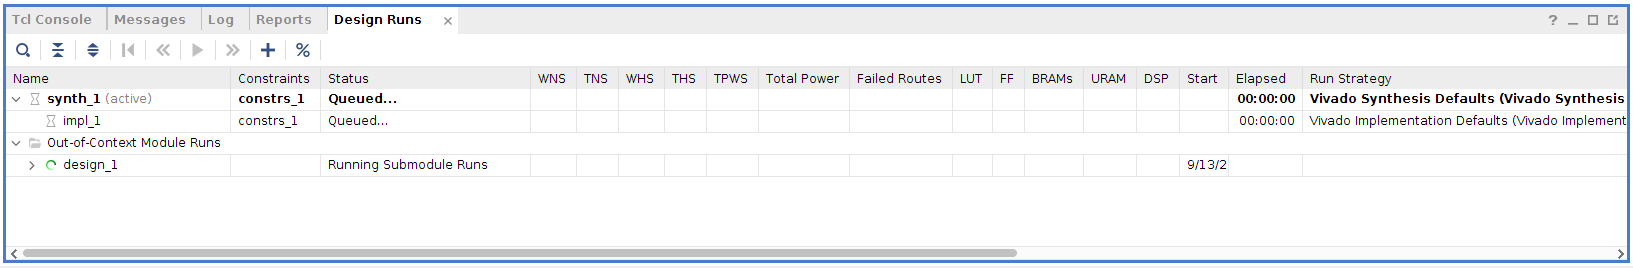 Tcl Console Messages Log Reports Design Runs ×
?
%
Name Constraints Status WNS TNS WHS THS TPWS Total Power Failed Routes LUT FF BRAMs URAM DSP Start Elapsed Run Strategy
synth_1 (active) constrs_1 Queued... 00:00:00 Vivado Synthesis Defaults (Vivado Synthesis
impl_1 constrs_1 Queued... 00:00:00 Vivado Implementation Defaults (Vivado Implement
Out-of-Context Module Runs
design_1 Running Submodule Runs 9/13/2